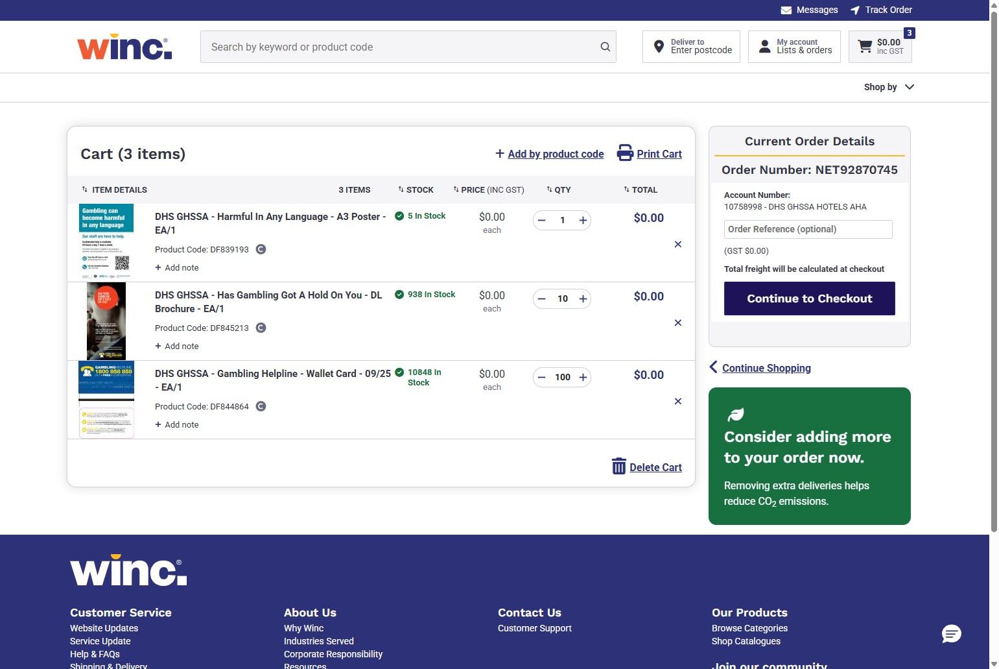 Messages
Track Order
winc.
Search by keyword or product code
Deliver to
Enter postcode
My account
Lists & orders
$0.00
inc GST
3
Shop by
Cart (3 items)
+ Add by product code
Print Cart
ITEM DETAILS
3 ITEMS
STOCK
PRICE (INC GST)
QTY
TOTAL
Gambling can
become harmful
in any language
Our staff are here to help.
DHS GHSSA - Harmful In Any Language - A3 Poster -
EA/1
Product Code: DF839193
+ Add note
5 In Stock
$0.00
each
1
$0.00
DHS GHSSA - Has Gambling Got A Hold On You - DL
Brochure - EA/1
Product Code: DF845213
+ Add note
938 In Stock
$0.00
each
10
$0.00
GAMBLINGHELPLINE
1800 858 858
DHS GHSSA - Gambling Helpline - Wallet Card - 09/25
- EA/1
Product Code: DF844864
+ Add note
10848 In
Stock
$0.00
each
100
$0.00
Delete Cart
Current Order Details
Order Number: NET92870745
Account Number:
10758998 - DHS GHSSA HOTELS AHA
Order Reference (optional)
(GST $0.00)
Total freight will be calculated at checkout
Continue to Checkout
Continue Shopping
Consider adding more
to your order now.
Removing extra deliveries helps
reduce CO2 emissions.
winc.
Customer Service
Website Updates
Service Update
Help & FAQs
Shipping & Delivery
About Us
Why Winc
Industries Served
Corporate Responsibility
Resources
Contact Us
Customer Support
Our Products
Browse Categories
Shop Catalogues
Join our community